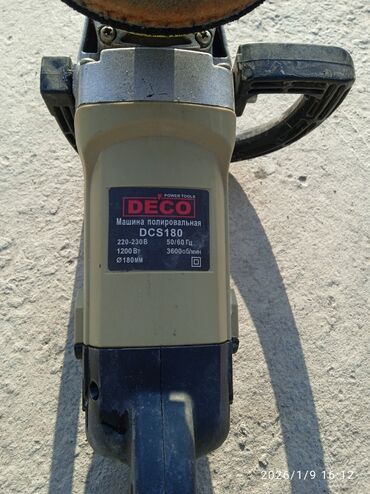 POWER TOOLS
DECO
Машина полировальная
DCS180
220-230В 50/60 Гц
1200 Вт 3600об/мин
Ø180мм
2026/1/9 15:12